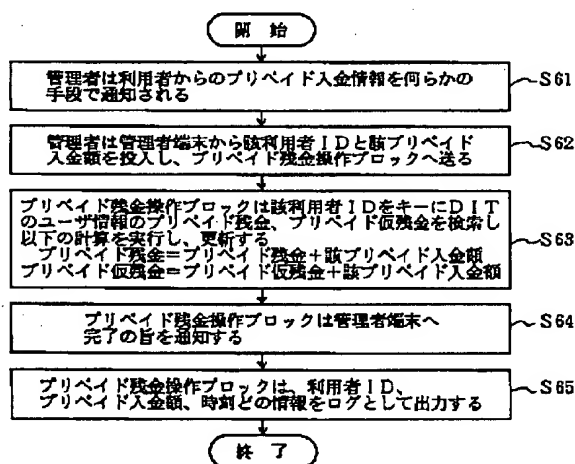 開 始
管理者は利用者からのプリペイド入金情報を何らかの
手段で通知される
S61
管理者は管理者端末から該利用者IDと該プリペイド
入金額を投入し、プリペイド残金操作ブロックへ送る
S62
プリペイド残金操作ブロックは該利用者IDをキーにDIT
のユーザ情報のプリペイド残金、プリペイド仮残金を検索し
以下の計算を実行し、更新する
プリペイド残金=プリペイド残金+該プリペイド入金額
プリペイド仮残金=プリペイド仮残金+該プリペイド入金額
S63
プリペイド残金操作ブロックは管理者端末へ
完了の旨を通知する
S64
プリペイド残金操作ブロックは、利用者ID、
プリペイド入金額、時刻どの情報をログとして出力する
S65
終 了